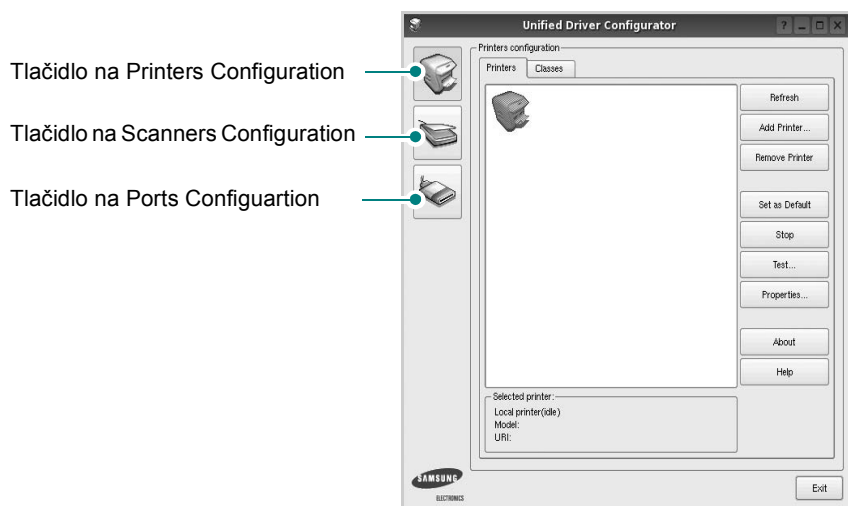 Unified Driver Configurator
Tlačidlo na Printers Configuration
Tlačidlo na Scanners Configuration
Tlačidlo na Ports Configuartion
Printers configuration
Printers
Classes
Refresh
Add Printer...
Remove Printer
Set as Default
Stop
Test...
Properties...
About
Help
Selected printer:
Local printer(idle)
Model:
URI:
SAMSUNG
ELECTRONICS
Exit